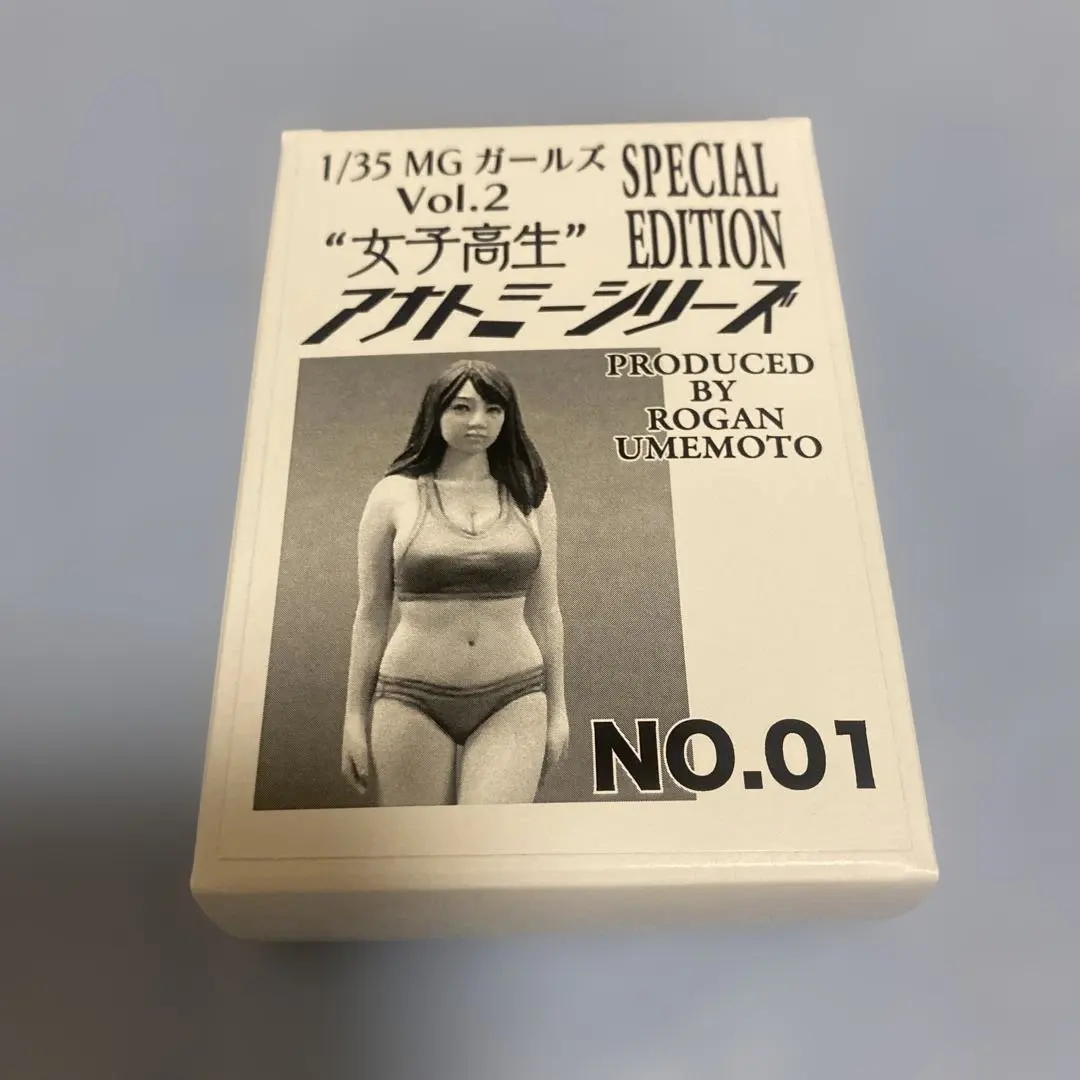 1/35 MG ガールズ
Vol.2
“女子高生”
SPECIAL
EDITION
アナトミーシリーズ
PRODUCED
BY
ROGAN
UMEMOTO
NO.01